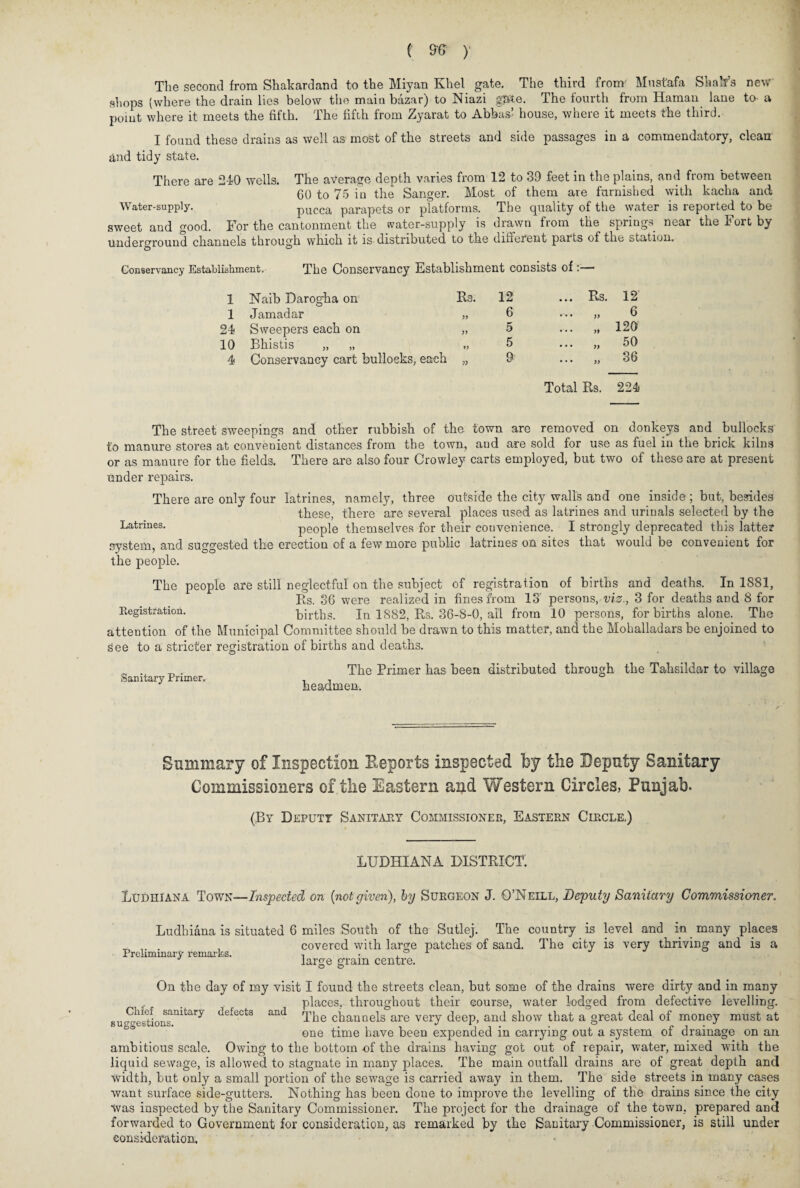 ( 96 )
The second from Shakardand to the Miyan Khel gate. The third from Mustafa Shah's new
shops (where the drain lies below the main bázar) to Niazi gate. The fourth from Haman lane to a
point where it meets the fifth. The fifth from Zyarat to Abbas' house, where it meets the third.
I found these drains as well as most of the streets and side passages in a commendatory, clean
and tidy state.
There are 240 wells. The average depth varies from 12 to 39 feet in the plains, and from between
60 to 75 in the Sanger. Most of them are furnished with kacha and
Water-supply. pucca parapets or platforms. The quality of the water is reported to be
sweet and good. For the cantonment the water-supply is drawn from the springs near the Fort by
underground channels through which it is distributed to the different parts of the station.
Conservancy Establishment. The Conservancy Establishment consists of :—
1 Naib Darogha on Rs. 12 ... Rs. 12
1 Jamadar „ 6 ... „ 6
24 Sweepers each on „ 5 ... „ 120
10 Bhistis „ „ „ 5 ... „ 50
4 Conservancy cart bullocks, each „ 9 ... „ 36
Total Rs. 224
The street sweepings and other rubbish of the town are removed on donkeys and bullocks
to manure stores at convenient distances from the town, and are sold for use as fuel in the brick kilns
or as manure for the fields. There are also four Crowley carts employed, but two of these are at present
under repairs.
There are only four latrines, namely, three outside the city walls and one inside; but, besides
these, there are several places used as latrines and urinals selected by the
Latrines. people themselves for their convenience. I strongly deprecated this latter
system, and suggested the erection of a few more public latrines on sites that would be convenient for
the people.
The people are still neglectful on the subject of registration of births and deaths. In 1881,
Rs. 36 were realized in fines from 13 persons, viz., 3 for deaths and 8 for
Registration. births. In 1882, Rs. 36-8-0, all from 10 persons, for births alone. The
attention of the Municipal Committee should be drawn to this matter, and the Mohalladars be enjoined to
see to a stricter registration of births and deaths.
Sanitary Primer. The Primer has been distributed through the Tahsildar to village
headmen.
Summary of Inspection Reports inspected by the Deputy Sanitary
Commissioners of the Eastern and Western Circles, Punjab.
(By Deputy Sanitary Commissioner, Eastern Circle.)
LUDHIANA DISTRICT.
Ludhiana Town—Inspected on (not given), by Surgeon J. O'Neill, Deputy Sanitary Commissioner.
Ludhiána is situated 6 miles South of the Sutlej. The country is level and in many places
Preliminary remarks. covered with large patches of sand. The city is very thriving and is a
large grain centre.
On the day of my visit I found the streets clean, but some of the drains were dirty and in many
places, throughout their course, water lodged from defective levelling.
Chief sanitary defects and suggestions. The channels are very deep, and show that a great deal of money must at
one time have been expended in carrying out a system of drainage on an
ambitious scale. Owing to the bottom of the drains having got out of repair, water, mixed with the
liquid sewage, is allowed to stagnate in many places. The main outfall drains are of great depth and
width, but only a small portion of the sewage is carried away in them. The side streets in many cases
want surface side-gutters. Nothing has been done to improve the levelling of the drains since the city
was inspected by the Sanitary Commissioner. The project for the drainage of the town, prepared and
forwarded to Government for consideration, as remarked by the Sanitary Commissioner, is still under
consideration.